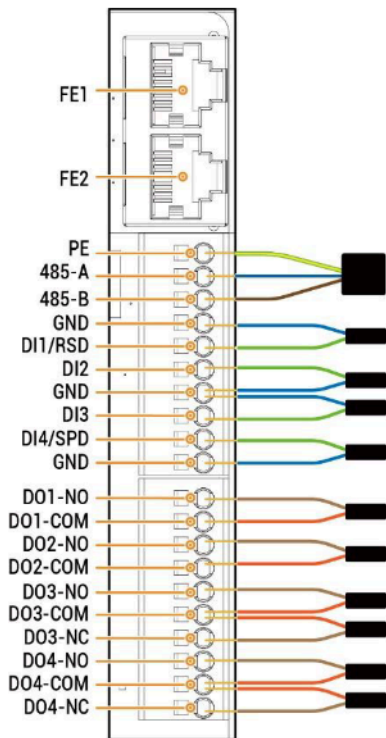 FE1
FE2
PE
485-A
485-B
GND
DI1/RSD
DI2
GND
DI3
DI4/SPD
GND
DO1-NO
DO1-COM
DO2-NO
DO2-COM
DO3-NO
DO3-COM
DO3-NC
DO4-NO
DO4-COM
DO4-NC